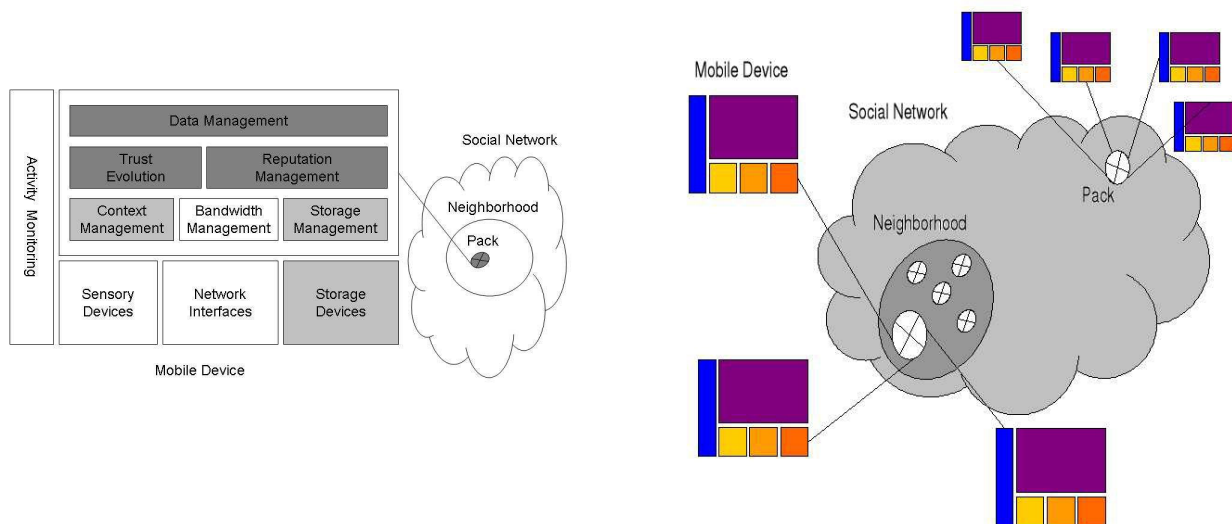 Activity Monitoring
Data Management
Trust
Evolution
Reputation
Management
Context
Management
Bandwidth
Management
Storage
Management
Sensory
Devices
Network
Interfaces
Storage
Devices
Mobile Device
Social Network
Neighborhood
Pack
Mobile Device
Social Network
Pack
Neighborhood